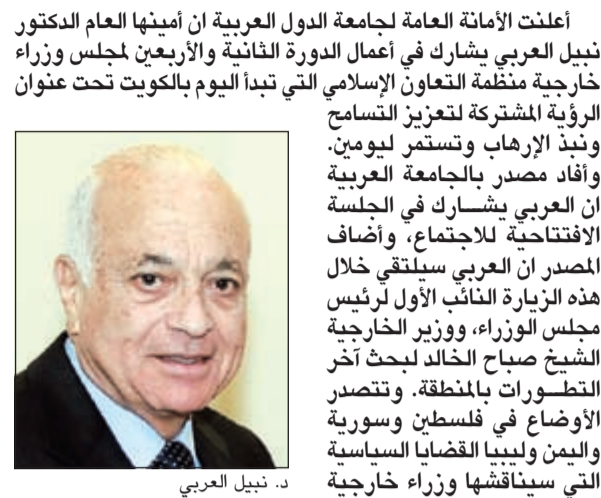 أعلنت الأمانة العامة لجامعة الدول العربية ان أمينها العام الدكتور
نبيل العربي يشارك في أعمال الدورة الثانية والأربعين لمجلس وزراء
خارجية منظمة التعاون الإسلامي التي تبدأ اليوم بالكويت تحت عنوان
الرؤية المشتركة لتعزيز التسامح
ونبذ الإرهاب وتستمر ليومين.
وأفاد مصدر بالجامعة العربية
ان العربي يشارك في الجلسة
الافتتاحية للاجتماع، وأضاف
المصدر ان العربي سيلتقي خلال
هذه الزيارة النائب الأول لرئيس
مجلس الوزراء، ووزير الخارجية
الشيخ صباح الخالد لبحث آخر
التطورات بالمنطقة. وتتصدر
الأوضاع في فلسطين وسورية
واليمن وليبيا القضايا السياسية
التي سيناقشها وزراء خارجية
د. نبيل العربي